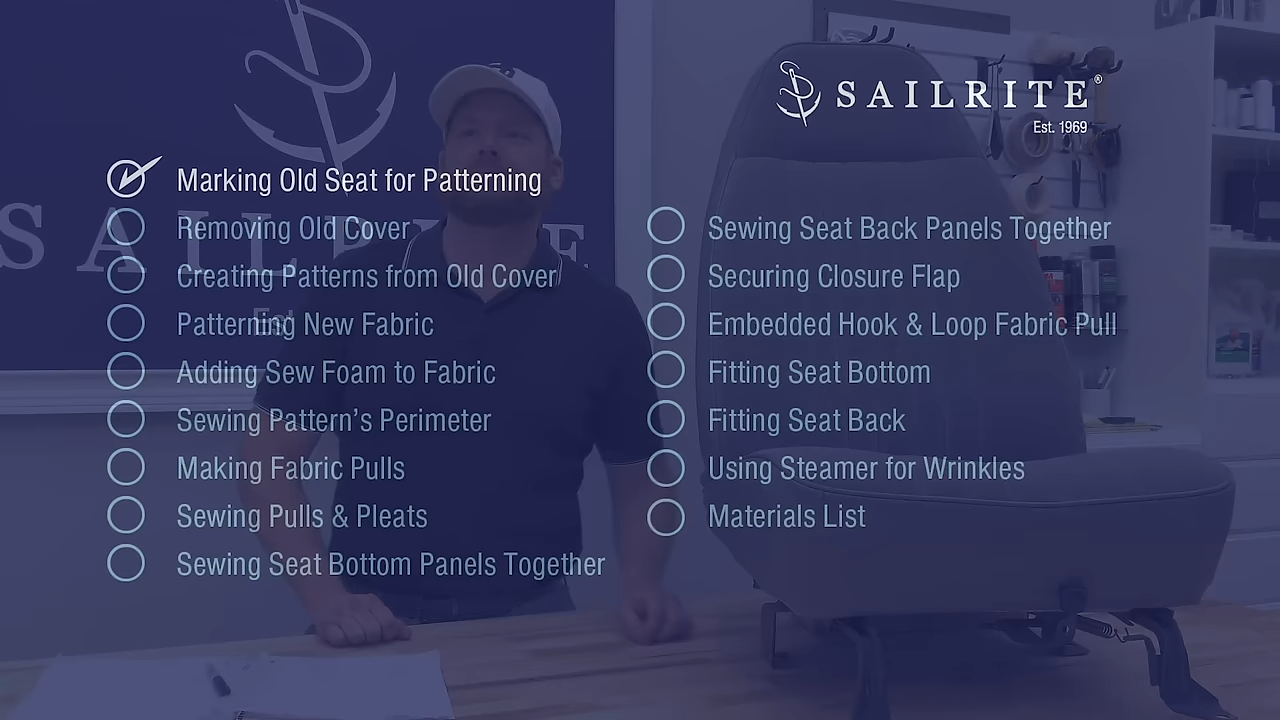 SAILRITE®
Est. 1969
Marking Old Seat for Patterning
Removing Old Cover
Creating Patterns from Old Cover
Patterning New Fabric
Adding Sew Foam to Fabric
Sewing Pattern’s Perimeter
Making Fabric Pulls
Sewing Pulls & Pleats
Sewing Seat Bottom Panels Together
Sewing Seat Back Panels Together
Securing Closure Flap
Embedded Hook & Loop Fabric Pull
Fitting Seat Bottom
Fitting Seat Back
Using Steamer for Wrinkles
Materials List